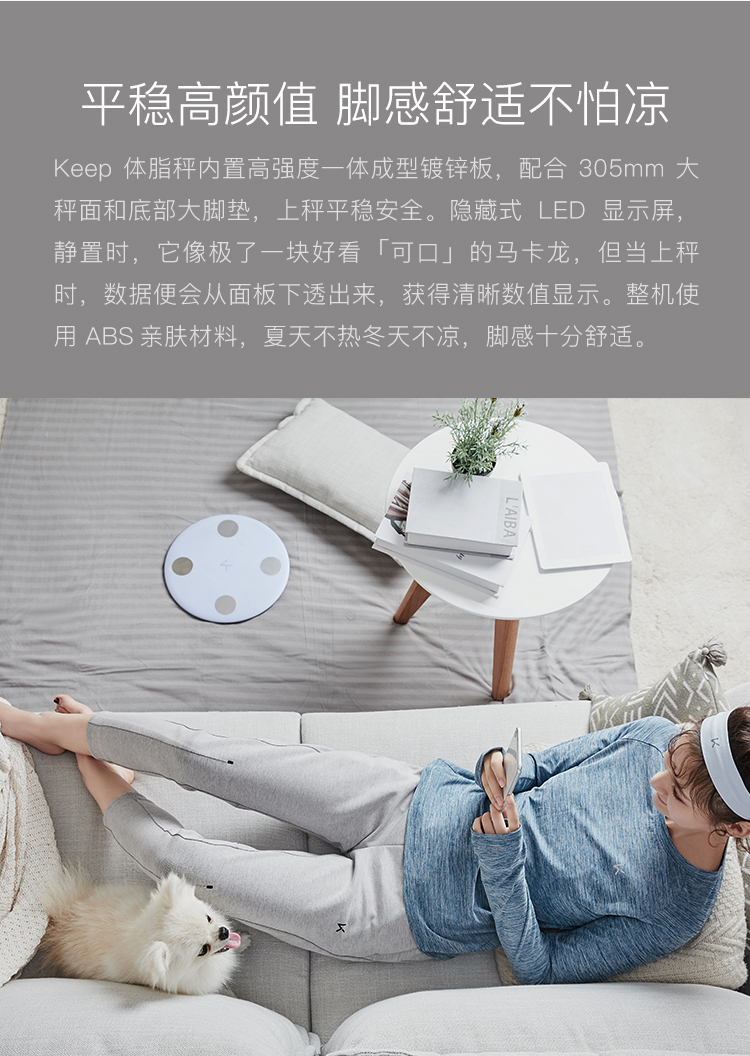 平稳高颜值 脚感舒适不怕凉
Keep 体脂秤内置高强度一体成型镀锌板，配合 305mm 大
秤面和底部大脚垫，上秤平稳安全。隐藏式 LED 显示屏，
静置时，它像极了一块好看「可口」的马卡龙，但当上秤
时，数据便会从面板下透出来，获得清晰数值显示。整机使
用 ABS 亲肤材料，夏天不热冬天不凉，脚感十分舒适。
L'AIBA